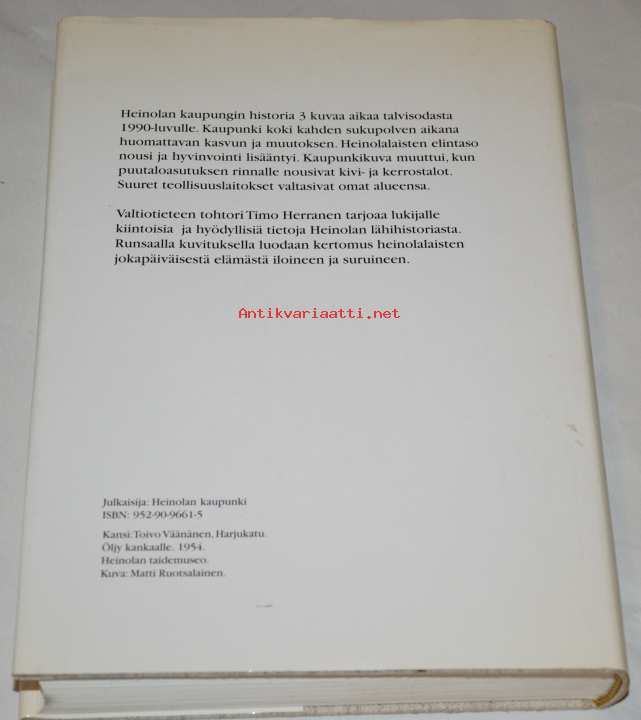 Heinolan kaupungin historia 3 kuvaa aikaa talvisodasta
1990-luvulle. Kaupunki koki kahden sukupolven aikana
huomattavan kasvun ja muutoksen. Heinolalaisten elintaso
nousi ja hyvinvointi lisääntyi. Kaupunkikuva muuttui, kun
puutaloasutuksen rinnalle nousivat kivi- ja kerrostalot.
Suuret teollisuuslaitokset valtasivat omat alueensa.
Valtiotieteen tohtori Timo Herranen tarjoaa lukijalle
kiintoisia ja hyödyllisiä tietoja Heinolan lähihistoriasta.
Runsaalla kuvituksella luodaan kertomus heinolalaisten
jokapäiväisestä elämästä iloineen ja suruineen.
Antikvariaatti.net
Julkaisija: Heinolan kaupunki
ISBN: 952-90-9661-5
Kansi: Toivo Väänänen, Harjukatu.
Öljy kankaalle. 1954.
Heinolan taidemuseo.
Kuva: Matti Ruotsalainen.